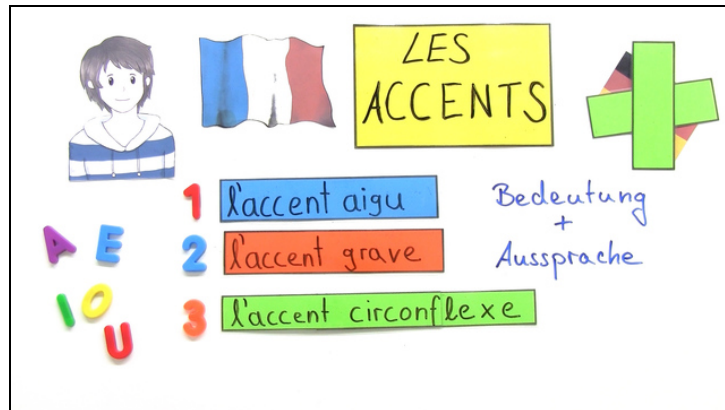 LES
ACCENTS
1 l'accent aigu
2 l'accent grave
3 l'accent circonflexe
Bedeutung
+
Aussprache
A E
I O
U